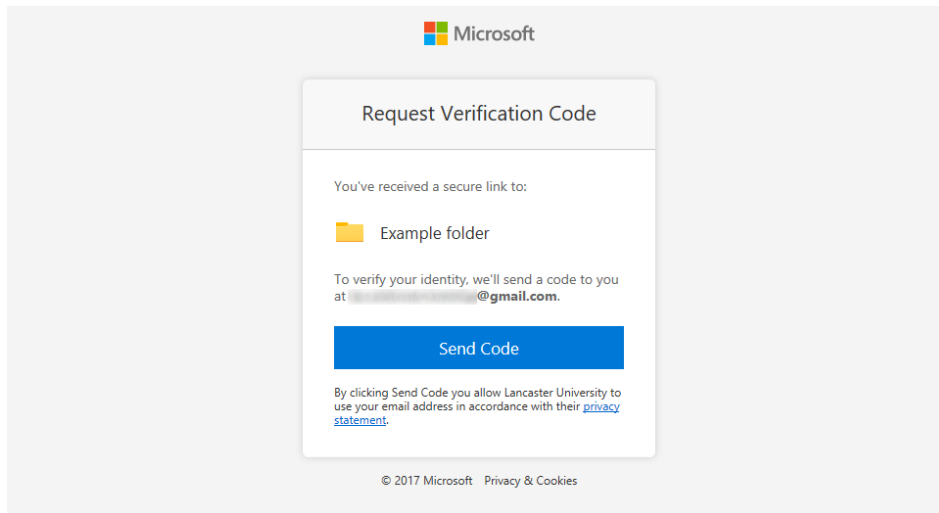 Microsoft
Request Verification Code
You've received a secure link to:
Example folder
To verify your identity, we'll send a code to you
at @gmail.com.
Send Code
By clicking Send Code you allow Lancaster University to
use your email address in accordance with their privacy
statement.
© 2017 Microsoft Privacy & Cookies